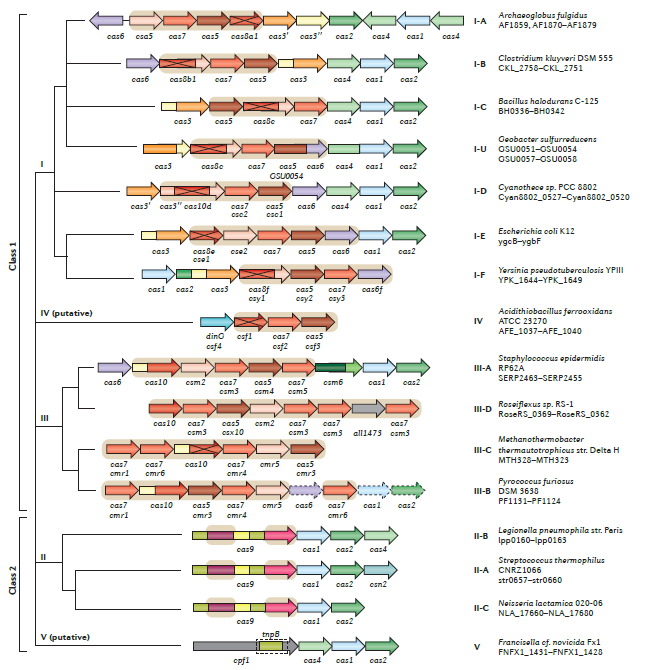 I-A
Archaeoglobus fulgidus
AF1859, AF1870–AF1879
cas6 csa5 cas7 cas5 cas8a1 cas3′ cas3″ cas2 cas4 cas1 cas4
I-B
Clostridium kluyveri DSM 555
CKL_2758–CKL_2751
cas6 cas8b1 cas7 cas5 cas3 cas4 cas1 cas2
I-C
Bacillus halodurans C-125
BH0336–BH0342
cas3 cas5 cas8c cas7 cas4 cas1 cas2
I-U
Geobacter sulfurreducens
GSU0051–GSU0054
GSU0057–GSU0058
cas3 cas8c cas7 cas5 cas6 cas4 cas1 cas2
GSU0054
I
I-D
Cyanothece sp. PCC 8802
Cyan8802_0527–Cyan8802_0520
cas3′ cas3″ cas10d cas7 cas5 cas6 cas4 cas1 cas2
csc2 csc1
Class 1
I-E
Escherichia coli K12
ygcB–ygbF
cas3 cas8e cse2 cas7 cas5 cas6 cas1 cas2
cse1
I-F
Yersinia pseudotuberculosis YPIII
YPK_1644–YPK_1649
cas1 cas2 cas3 cas8f cas5 cas7 cas6f
csy1 csy2 csy3
IV (putative)
IV
Acidithiobacillus ferrooxidans
ATCC 23270
AFE_1037–AFE_1040
dinG csf1 cas7 cas5
csf4 csf2 csf3
III-A
Staphylococcus epidermidis
RP62A
SERP2463–SERP2455
cas6 cas10 csm2 cas7 cas5 cas7 csm6 cas1 cas2
csm3 csm4 csm5
III
III-D
Roseiflexus sp. RS-1
RoseRS_0369–RoseRS_0362
cas10 cas7 cas5 csm2 cas7 cas7 all1473 cas7
csm3 csx10 csm3 csm3 csm3
III-C
Methanothermobacter
thermautotrophicus str. Delta H
MTH328–MTH323
cas7 cas7 cas10 cas7 cmr5 cas5
cmr1 cmr6 cmr4 cmr3
III-B
Pyrococcus furiosus
DSM 3638
PF1131–PF1124
cas7 cas10 cas5 cas7 cmr5 cas6 cas7 cas1 cas2
cmr1 cmr3 cmr4 cmr6
II-B
Legionella pneumophila str. Paris
lpp0160–lpp0163
cas9 cas1 cas2 cas4
II
Class 2
II-A
Streptococcus thermophilus
CNRZ1066
str0657–str0660
cas9 cas1 cas2 csn2
II-C
Neisseria lactamica 020-06
NLA_17660–NLA_17680
cas9 cas1 cas2
V (putative)
tnpB
V
Francisella cf. novicida Fx1
FNFX1_1431–FNFX1_1428
cpf1 cas4 cas1 cas2